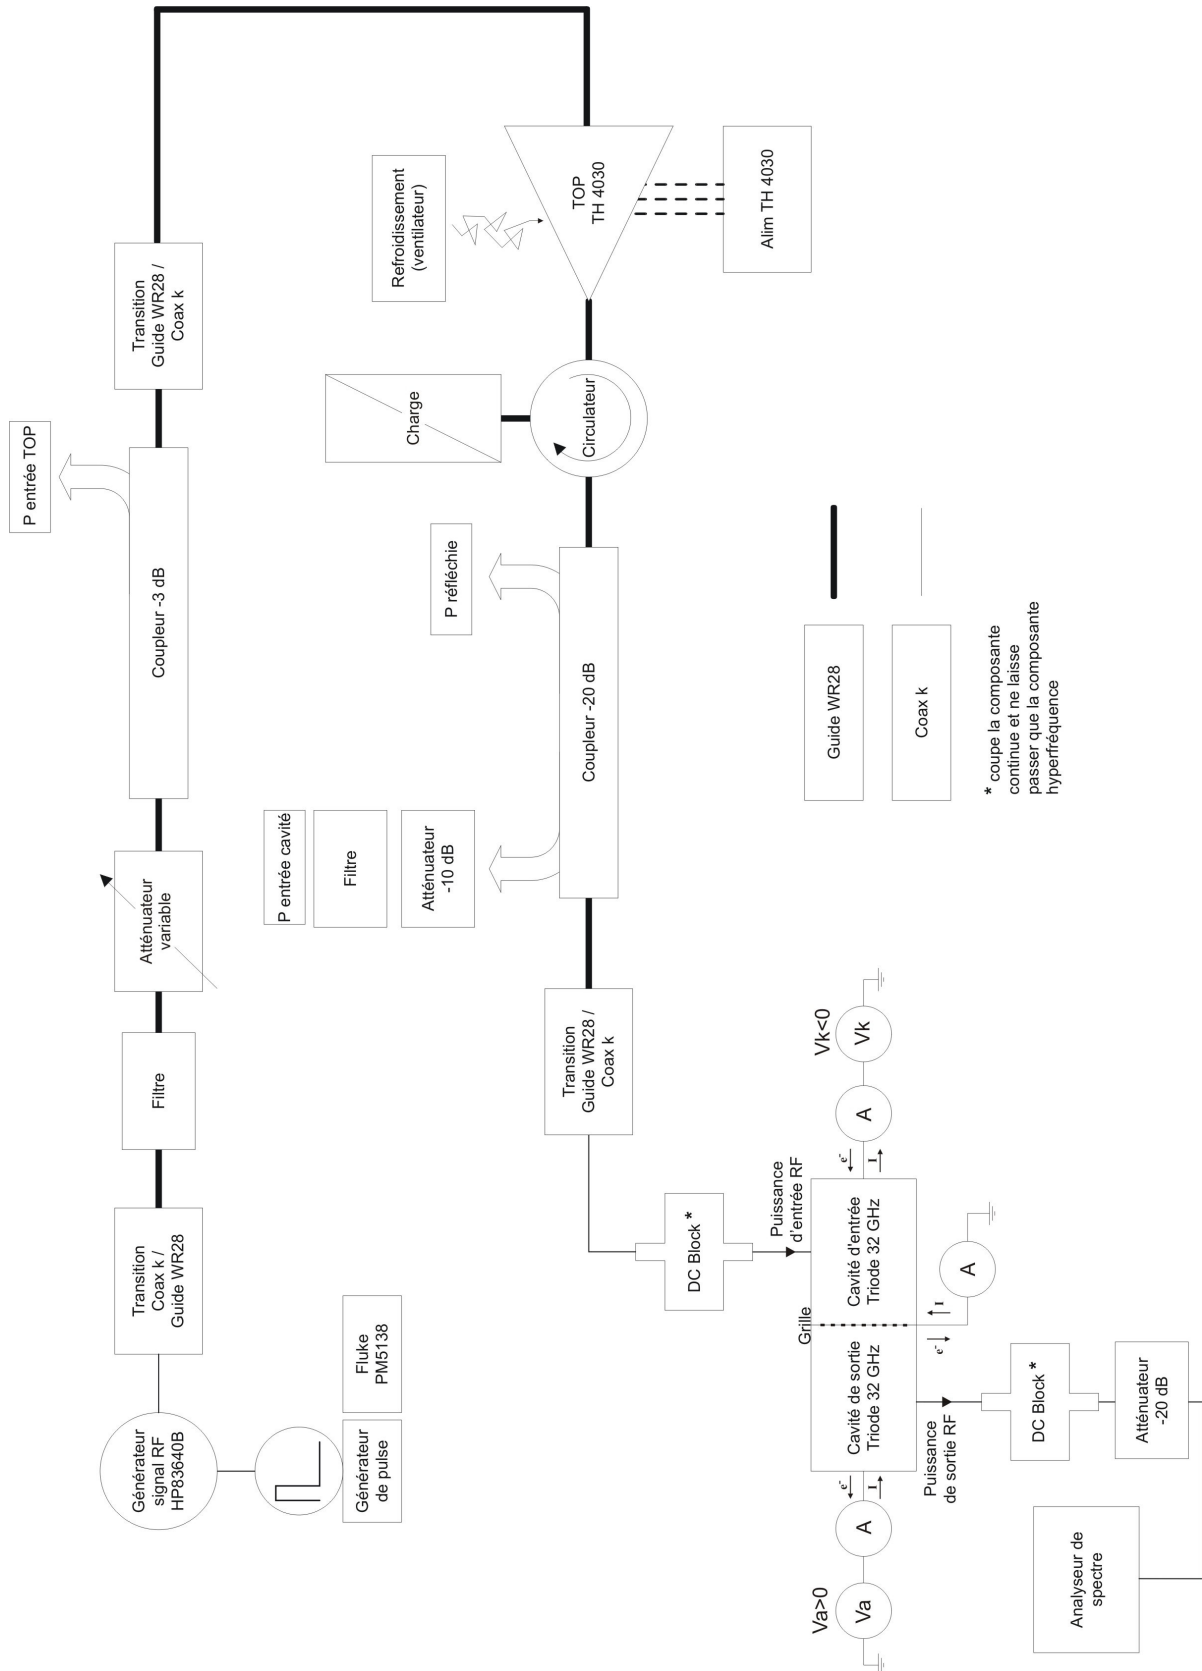 Générateur
signal RF
HP83640B
Générateur
de pulse
Fluke
PM5138
Transition
Coax k /
Guide WR28
Filtre
Atténuateur
variable
Coupleur -3 dB
P entrée TOP
Transition
Guide WR28 /
Coax k
Refroidissement
(ventilateur)
TOP
TH 4030
Alim TH 4030
Charge
Circulateur
P réfléchie
Coupleur -20 dB
P entrée cavité
Filtre
Atténuateur
-10 dB
Transition
Guide WR28 /
Coax k
DC Block *
Puissance
d'entrée RF
Grille
Cavité d'entrée
Triode 32 GHz
Cavité de sortie
Triode 32 GHz
e-
I
A
Vk
Vk<0
e-
I
A
e-
I
A
Va
Va>0
Puissance
de sortie RF
DC Block *
Atténuateur
-20 dB
Analyseur de
spectre
Guide WR28
Coax k
* coupe la composante
continue et ne laisse
passer que la composante
hyperfréquence